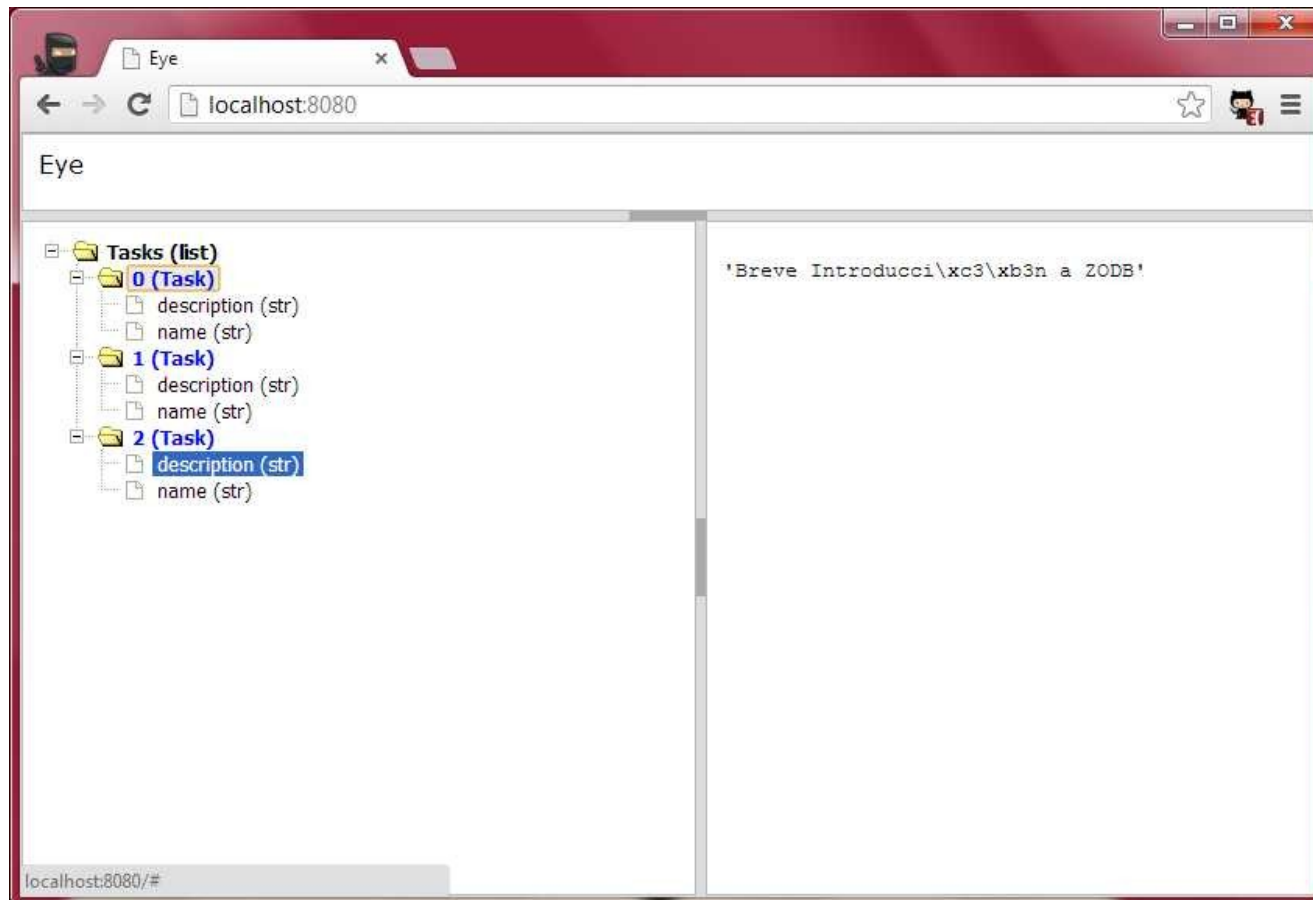 Eye
localhost:8080
Eye
Tasks (list)
0 (Task)
description (str)
name (str)
1 (Task)
description (str)
name (str)
2 (Task)
description (str)
name (str)
'Breve Introducci\xc3\xb3n a ZODB'
localhost:8080/#